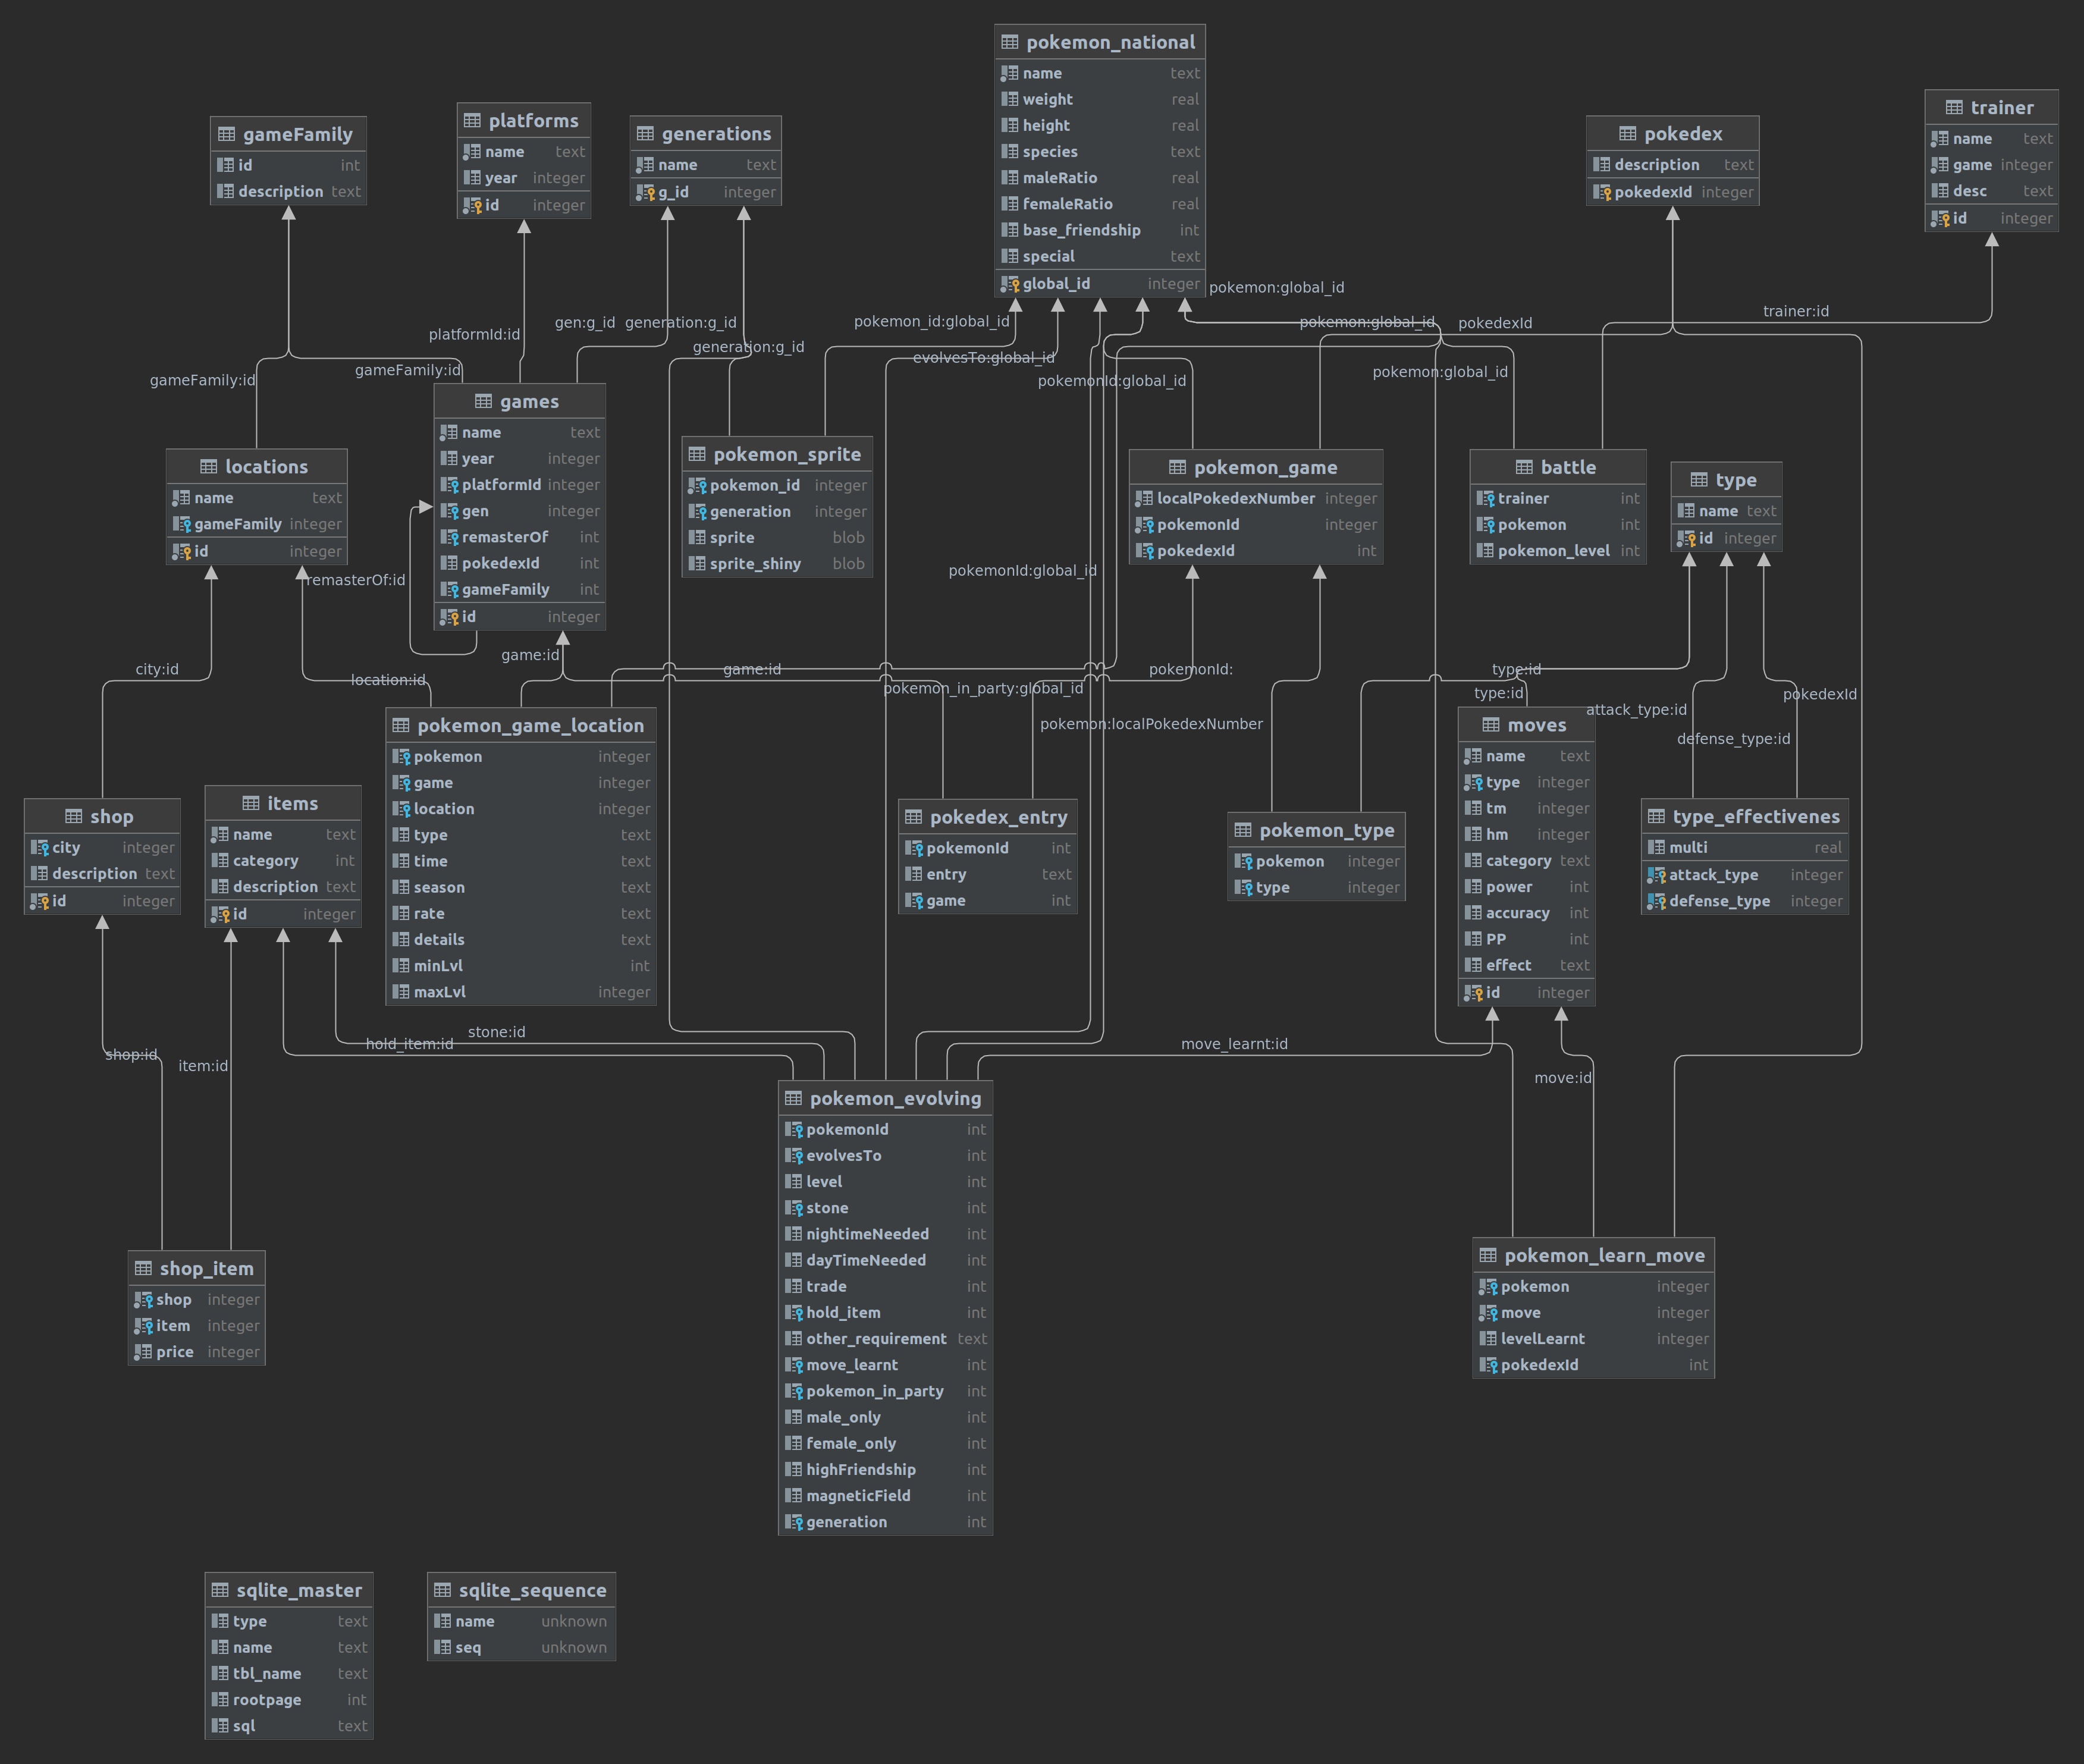 pokemon_national
name text
weight real
height real
species text
maleRatio real
femaleRatio real
base_friendship int
special text
global_id integer
gameFamily
id int
description text
platforms
name text
year integer
id integer
generations
name text
g_id integer
pokedex
description text
pokedexId integer
trainer
name text
game integer
desc text
id integer
pokemon:global_id
pokemon_id:global_id
pokemon:global_id
pokedexId
trainer:id
platformId:id
gen:g_id
generation:g_id
generation:g_id
evolvesTo:global_id
gameFamily:id
gameFamily:id
pokemonId:global_id
pokemon:global_id
games
name text
year integer
platformId integer
gen integer
remasterOf int
pokedexId int
gameFamily int
id integer
locations
name text
gameFamily integer
id integer
pokemon_sprite
pokemon_id integer
generation integer
sprite blob
sprite_shiny blob
pokemon_game
localPokedexNumber integer
pokemonId integer
pokedexId int
battle
trainer int
pokemon int
pokemon_level int
type
name text
id integer
remasterOf:id
pokemonId:global_id
city:id
location:id
game:id
game:id
pokemon_in_party:global_id
pokemonId:
type:id
type:id
pokedexId
attack_type:id
pokemon:localPokedexNumber
defense_type:id
pokemon_game_location
pokemon integer
game integer
location integer
type text
time text
season text
rate text
details text
minLvl int
maxLvl integer
moves
name text
type integer
tm integer
hm integer
category text
power int
accuracy int
PP int
effect text
id integer
shop
city integer
description text
id integer
items
name text
category int
description text
id integer
pokedex_entry
pokemonId int
entry text
game int
pokemon_type
pokemon integer
type integer
type_effectivenes
multi real
attack_type integer
defense_type integer
stone:id
hold_item:id
move_learnt:id
shop:id
item:id
move:id
pokemon_evolving
pokemonId int
evolvesTo int
level int
stone int
nightimeNeeded int
dayTimeNeeded int
trade int
hold_item int
other_requirement text
move_learnt int
pokemon_in_party int
male_only int
female_only int
highFriendship int
magneticField int
generation int
shop_item
shop integer
item integer
price integer
pokemon_learn_move
pokemon integer
move integer
levelLearnt integer
pokedexId int
sqlite_master
type text
name text
tbl_name text
rootpage int
sql text
sqlite_sequence
name unknown
seq unknown